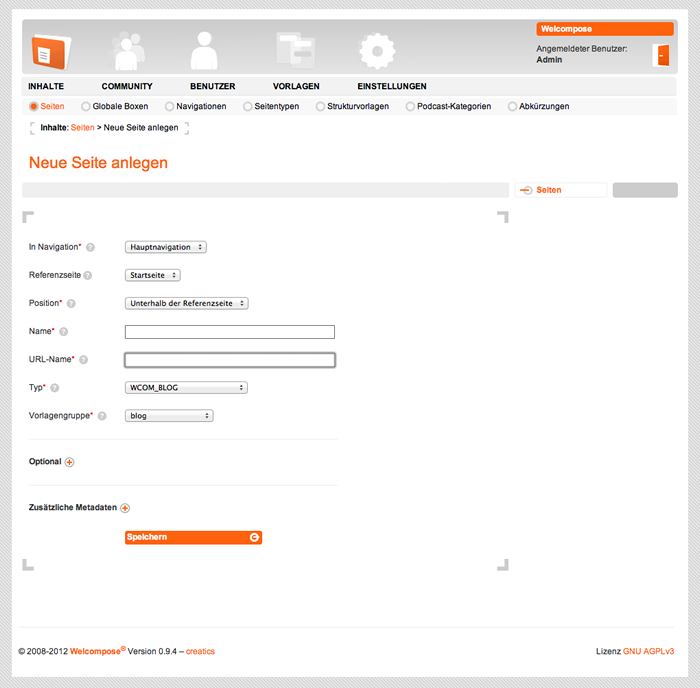 Welcompose
Angemeldeter Benutzer:
Admin
INHALTE COMMUNITY BENUTZER VORLAGEN EINSTELLUNGEN
Seiten Globale Boxen Navigationen Seitentypen Strukturvorlagen Podcast-Kategorien Abkürzungen
Inhalte: Seiten > Neue Seite anlegen
Neue Seite anlegen
Seiten
In Navigation* ? Hauptnavigation
Referenzseite ? Startseite
Position* ? Unterhalb der Referenzseite
Name* ?
URL-Name* ?
Typ* ? WCOM_BLOG
Vorlagengruppe* ? blog
Optional
Zusätzliche Metadaten
Speichern
© 2008-2012 Welcompose® Version 0.9.4 – creatics Lizenz GNU AGPLv3